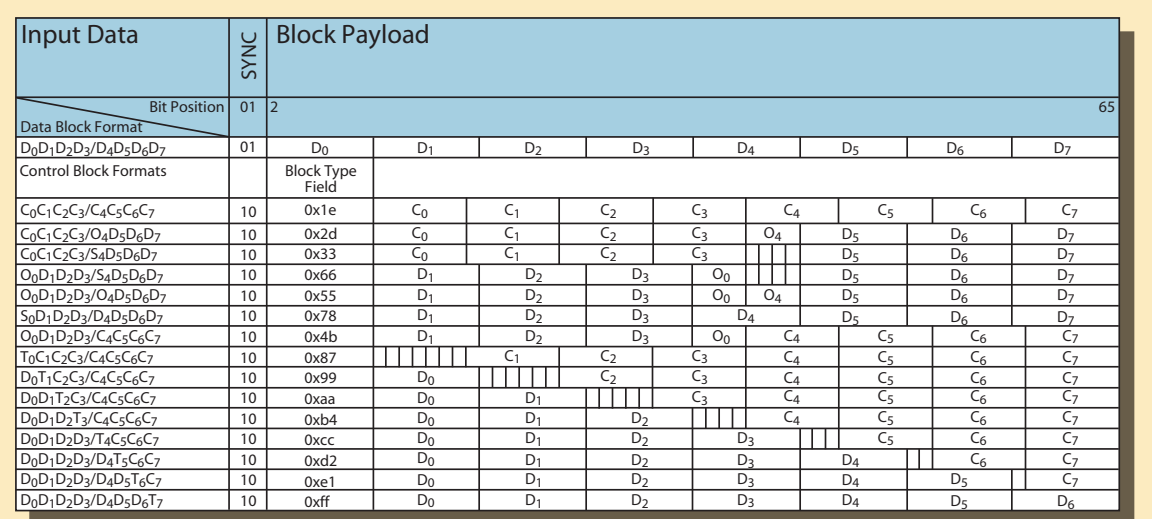 Input Data SYNC Block Payload
Bit Position 01 2 65
Data Block Format
D₀D₁D₂D₃/D₄D₅D₆D₇ 01 D₀ D₁ D₂ D₃ D₄ D₅ D₆ D₇
Control Block Formats Block Type
Field
C₀C₁C₂C₃/C₄C₅C₆C₇ 10 0x1e C₀ C₁ C₂ C₃ C₄ C₅ C₆ C₇
C₀C₁C₂C₃/O₄D₅D₆D₇ 10 0x2d C₀ C₁ C₂ C₃ O₄ D₅ D₆ D₇
C₀C₁C₂C₃/S₄D₅D₆D₇ 10 0x33 C₀ C₁ C₂ C₃ D₅ D₆ D₇
O₀D₁D₂D₃/S₄D₅D₆D₇ 10 0x66 D₁ D₂ D₃ O₀ D₅ D₆ D₇
O₀D₁D₂D₃/O₄D₅D₆D₇ 10 0x55 D₁ D₂ D₃ O₀ O₄ D₅ D₆ D₇
S₀D₁D₂D₃/D₄D₅D₆D₇ 10 0x78 D₁ D₂ D₃ D₄ D₅ D₆ D₇
O₀D₁D₂D₃/C₄C₅C₆C₇ 10 0x4b D₁ D₂ D₃ O₀ C₄ C₅ C₆ C₇
T₀C₁C₂C₃/C₄C₅C₆C₇ 10 0x87 C₁ C₂ C₃ C₄ C₅ C₆ C₇
D₀T₁C₂C₃/C₄C₅C₆C₇ 10 0x99 D₀ C₂ C₃ C₄ C₅ C₆ C₇
D₀D₁T₂C₃/C₄C₅C₆C₇ 10 0xaa D₀ D₁ C₃ C₄ C₅ C₆ C₇
D₀D₁D₂T₃/C₄C₅C₆C₇ 10 0xb4 D₀ D₁ D₂ C₄ C₅ C₆ C₇
D₀D₁D₂D₃/T₄C₅C₆C₇ 10 0xcc D₀ D₁ D₂ D₃ C₅ C₆ C₇
D₀D₁D₂D₃/D₄T₅C₆C₇ 10 0xd2 D₀ D₁ D₂ D₃ D₄ C₆ C₇
D₀D₁D₂D₃/D₄D₅T₆C₇ 10 0xe1 D₀ D₁ D₂ D₃ D₄ D₅ C₇
D₀D₁D₂D₃/D₄D₅D₆T₇ 10 0xff D₀ D₁ D₂ D₃ D₄ D₅ D₆